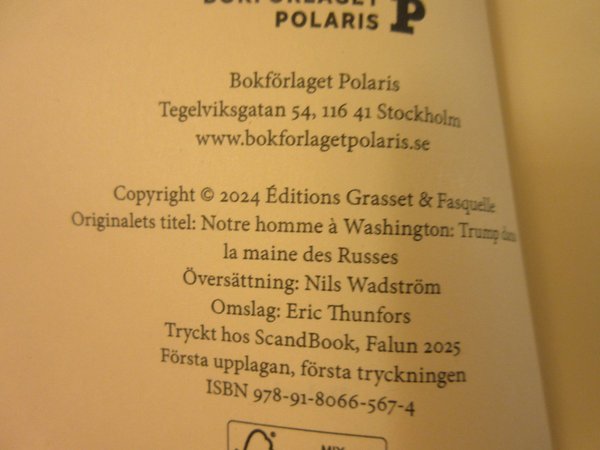 BOKFÖRLAGET
POLARIS P
Bokförlaget Polaris
Tegelviksgatan 54, 116 41 Stockholm
www.bokforlagetpolaris.se
Copyright © 2024 Éditions Grasset & Fasquelle
Originalets titel: Notre homme à Washington: Trump dans
la maine des Russes
Översättning: Nils Wadström
Omslag: Eric Thunfors
Tryckt hos ScandBook, Falun 2025
Första upplagan, första tryckningen
ISBN 978-91-8066-567-4
MIX